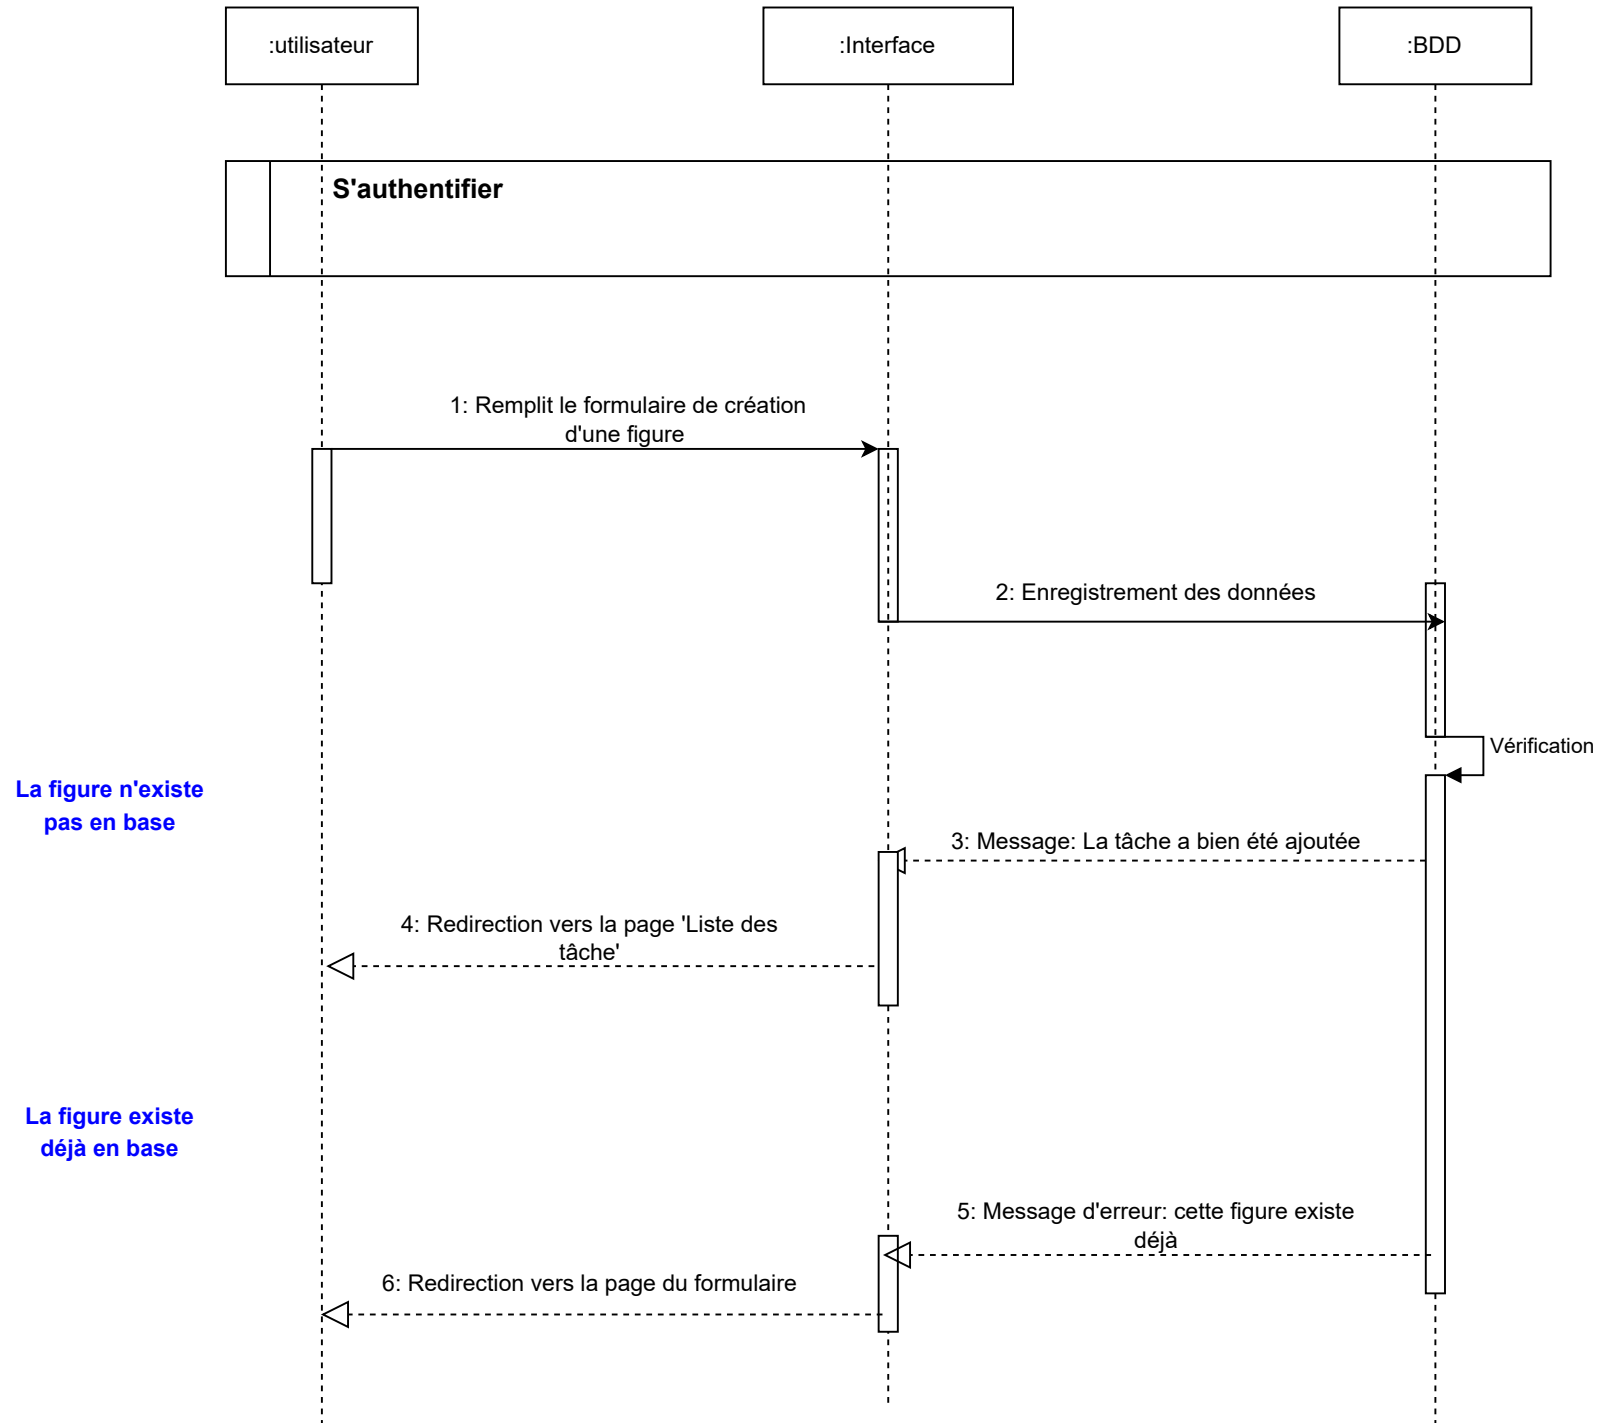 :utilisateur
:Interface
:BDD
S'authentifier
1: Remplit le formulaire de création
d'une figure
2: Enregistrement des données
Vérification
La figure n'existe
pas en base
3: Message: La tâche a bien été ajoutée
4: Redirection vers la page 'Liste des
tâche'
La figure existe
déjà en base
5: Message d'erreur: cette figure existe
déjà
6: Redirection vers la page du formulaire